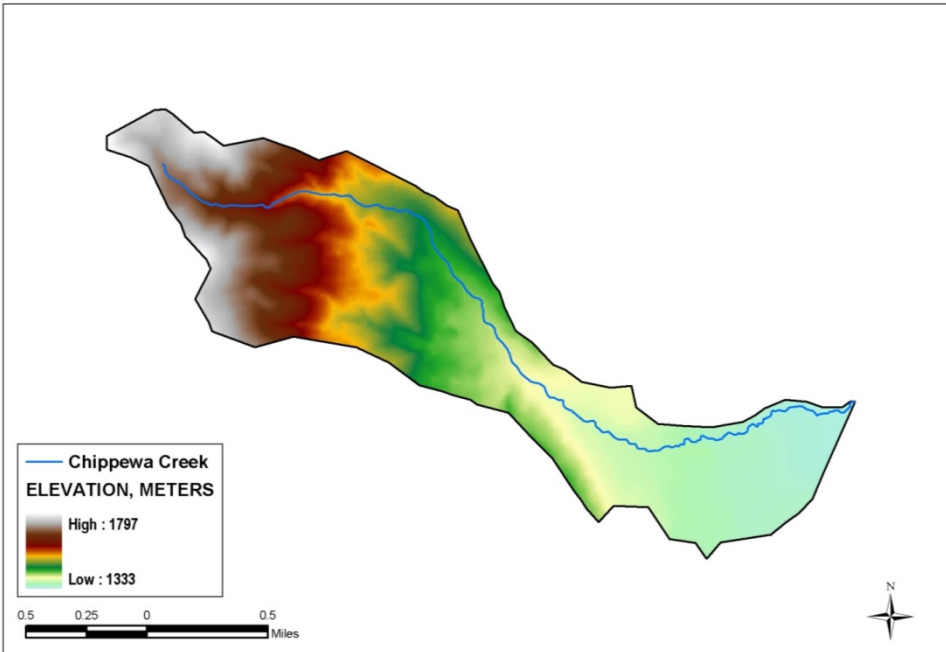 Chippewa Creek
ELEVATION, METERS
High : 1797
Low : 1333
0.5 0.25 0 0.5
Miles
N